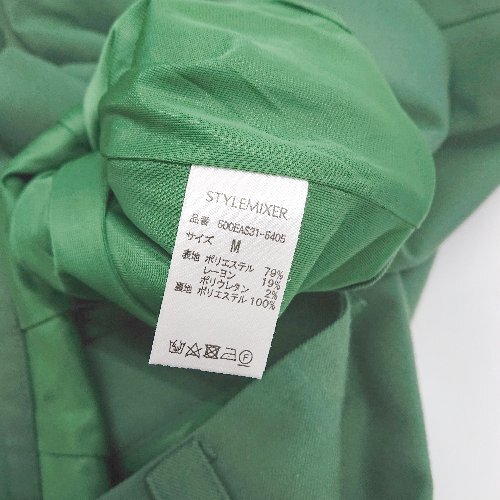 STYLEMIXER
品番 600EAS31-5405
サイズ M
表地 ポリエステル 79%
レーヨン 19%
ポリウレタン 2%
裏地 ポリエステル 100%